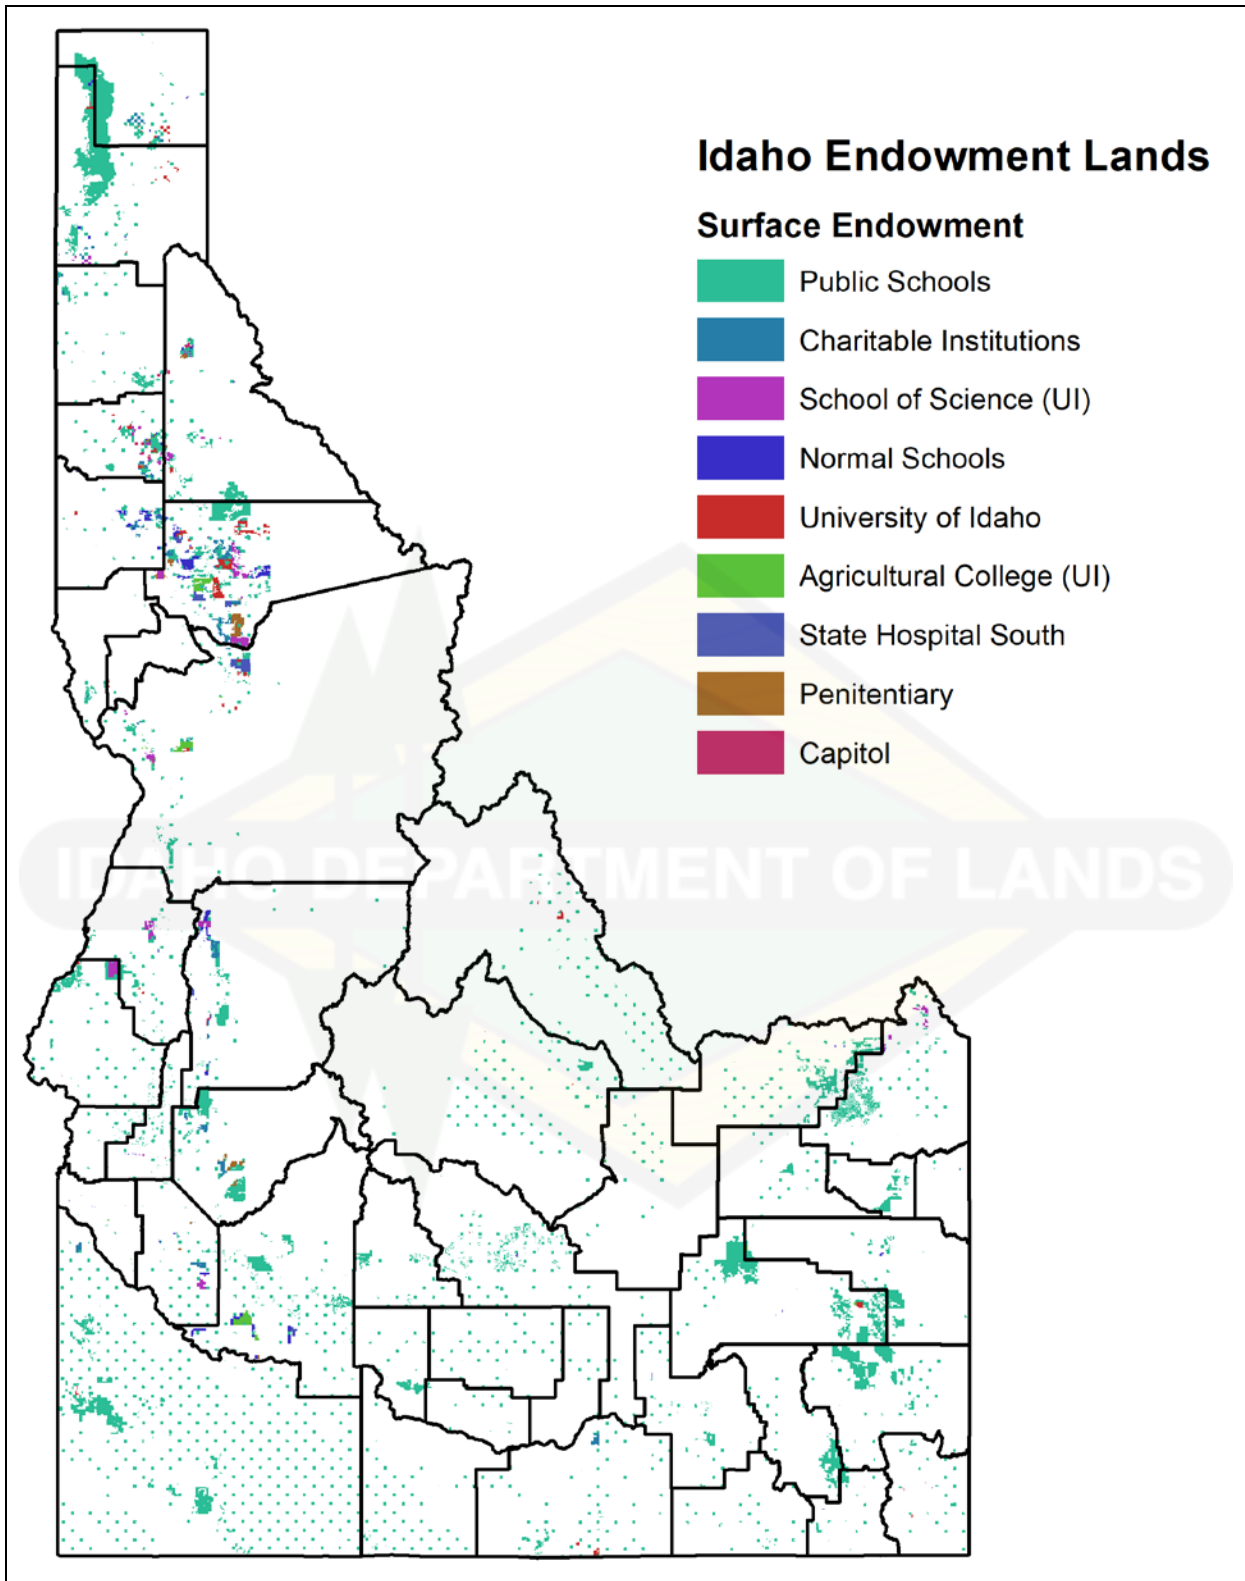 Idaho Endowment Lands
Surface Endowment
Public Schools
Charitable Institutions
School of Science (UI)
Normal Schools
University of Idaho
Agricultural College (UI)
State Hospital South
Penitentiary
Capitol
IDAHO DEPARTMENT OF LANDS